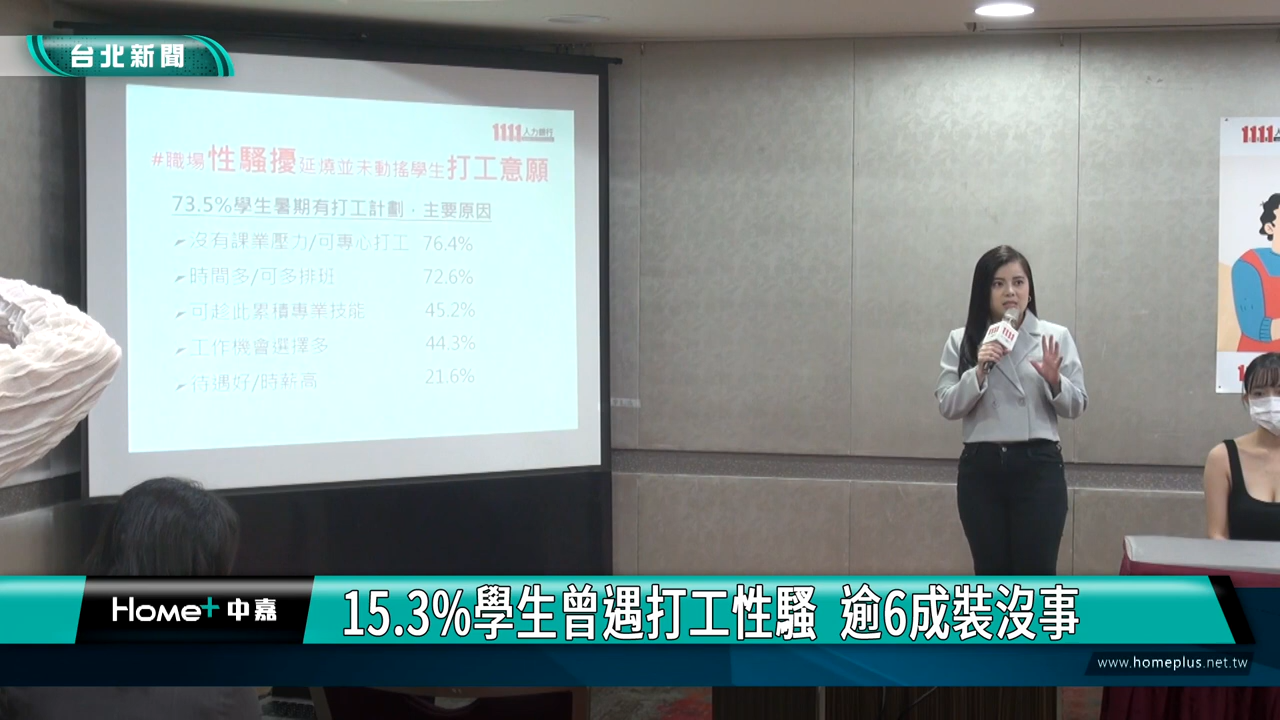 台北新聞
1111人力銀行
#職場性騷擾延燒並未動搖學生打工意願
73.5%學生暑期有打工計劃，主要原因
沒有課業壓力/可專心打工 76.4%
時間多/可多排班 72.6%
可趁此累積專業技能 45.2%
工作機會選擇多 44.3%
待遇好/時薪高 21.6%
1111
1111
Home+中嘉
15.3%學生曾遇打工性騷 逾6成裝沒事
www.homeplus.net.tw